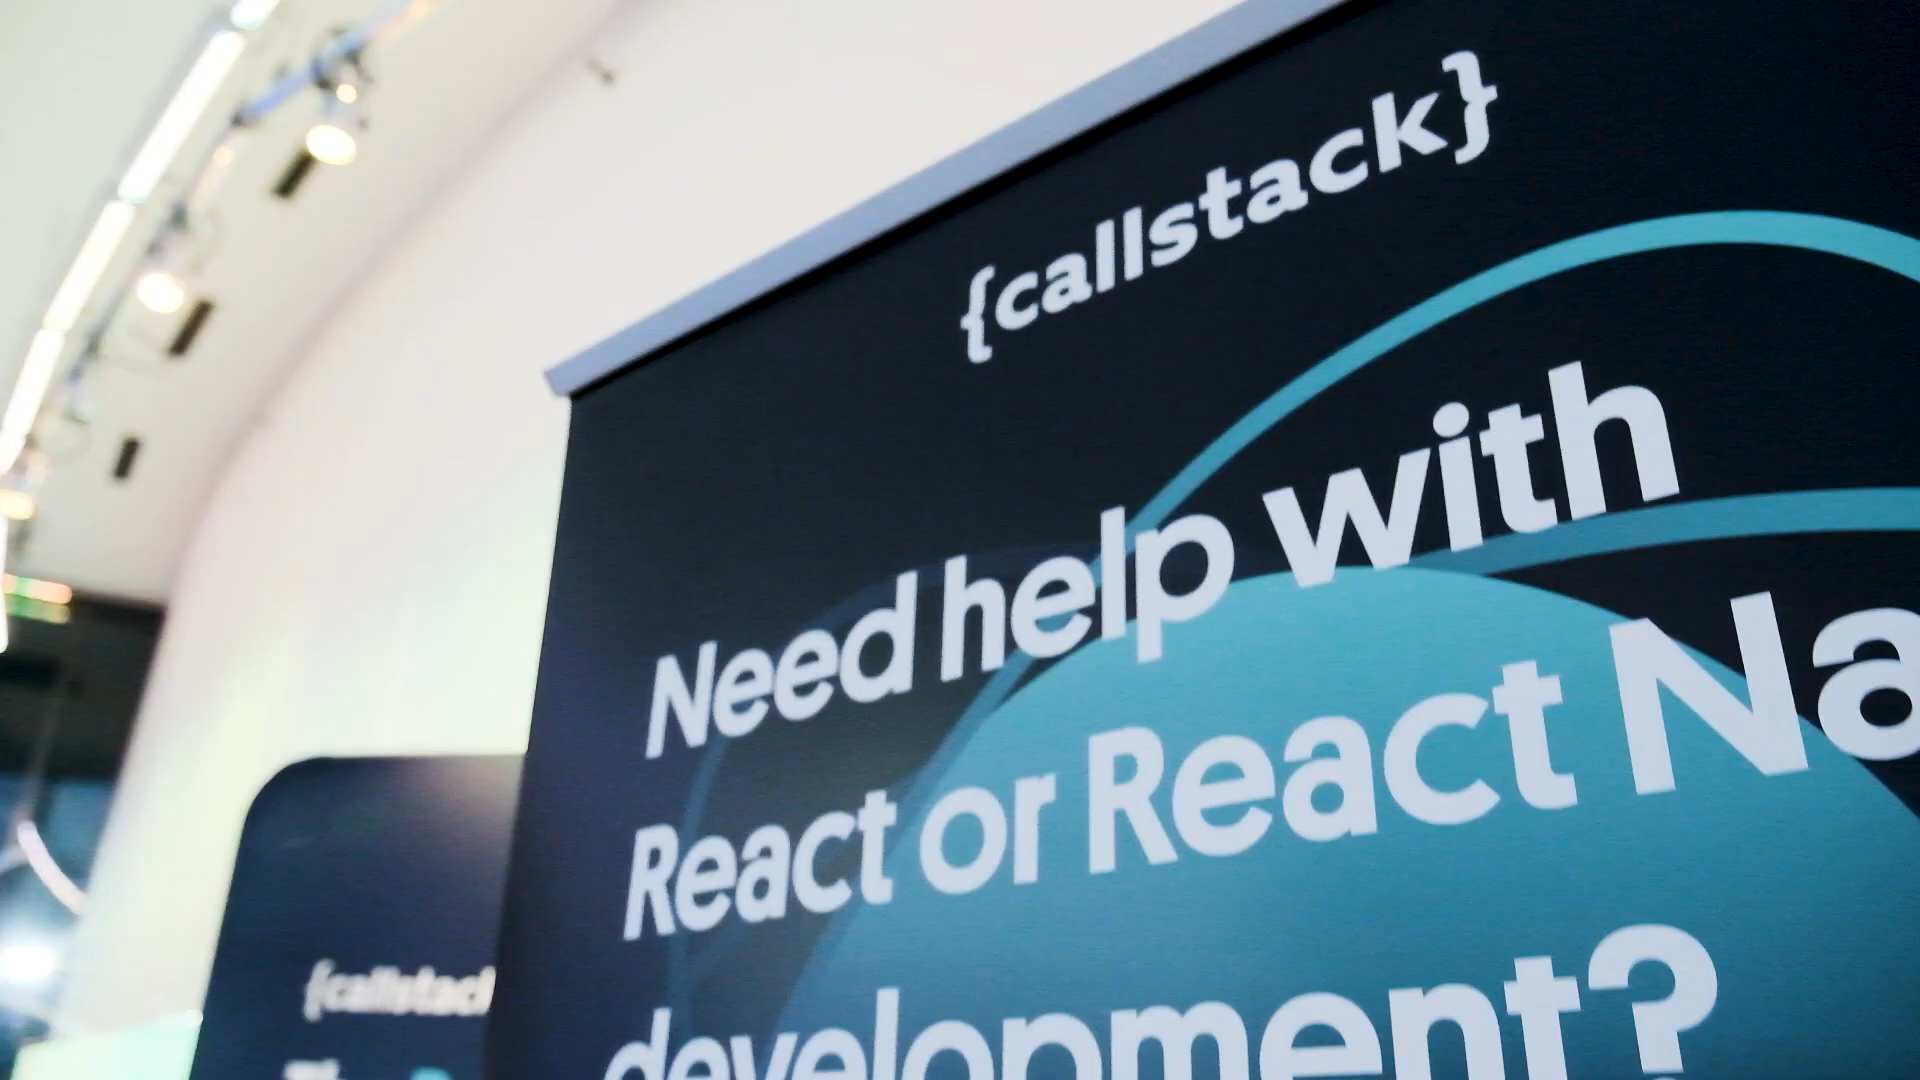 {callstack}
Need help with
React or React Na
development?
{callstack